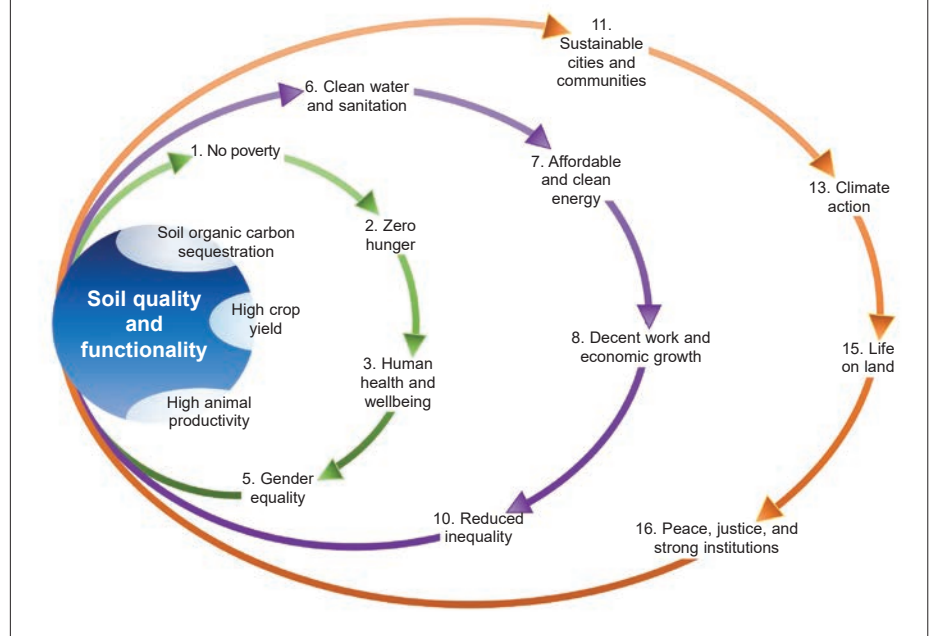 11.
Sustainable
cities and
communities
6. Clean water
and sanitation
1. No poverty
7. Affordable
and clean
energy
13. Climate
action
2. Zero
hunger
Soil organic carbon
sequestration
Soil quality
and
functionality
High crop
yield
8. Decent work and
economic growth
15. Life
on land
3. Human
health and
wellbeing
High animal
productivity
5. Gender
equality
10. Reduced
inequality
16. Peace, justice, and
strong institutions